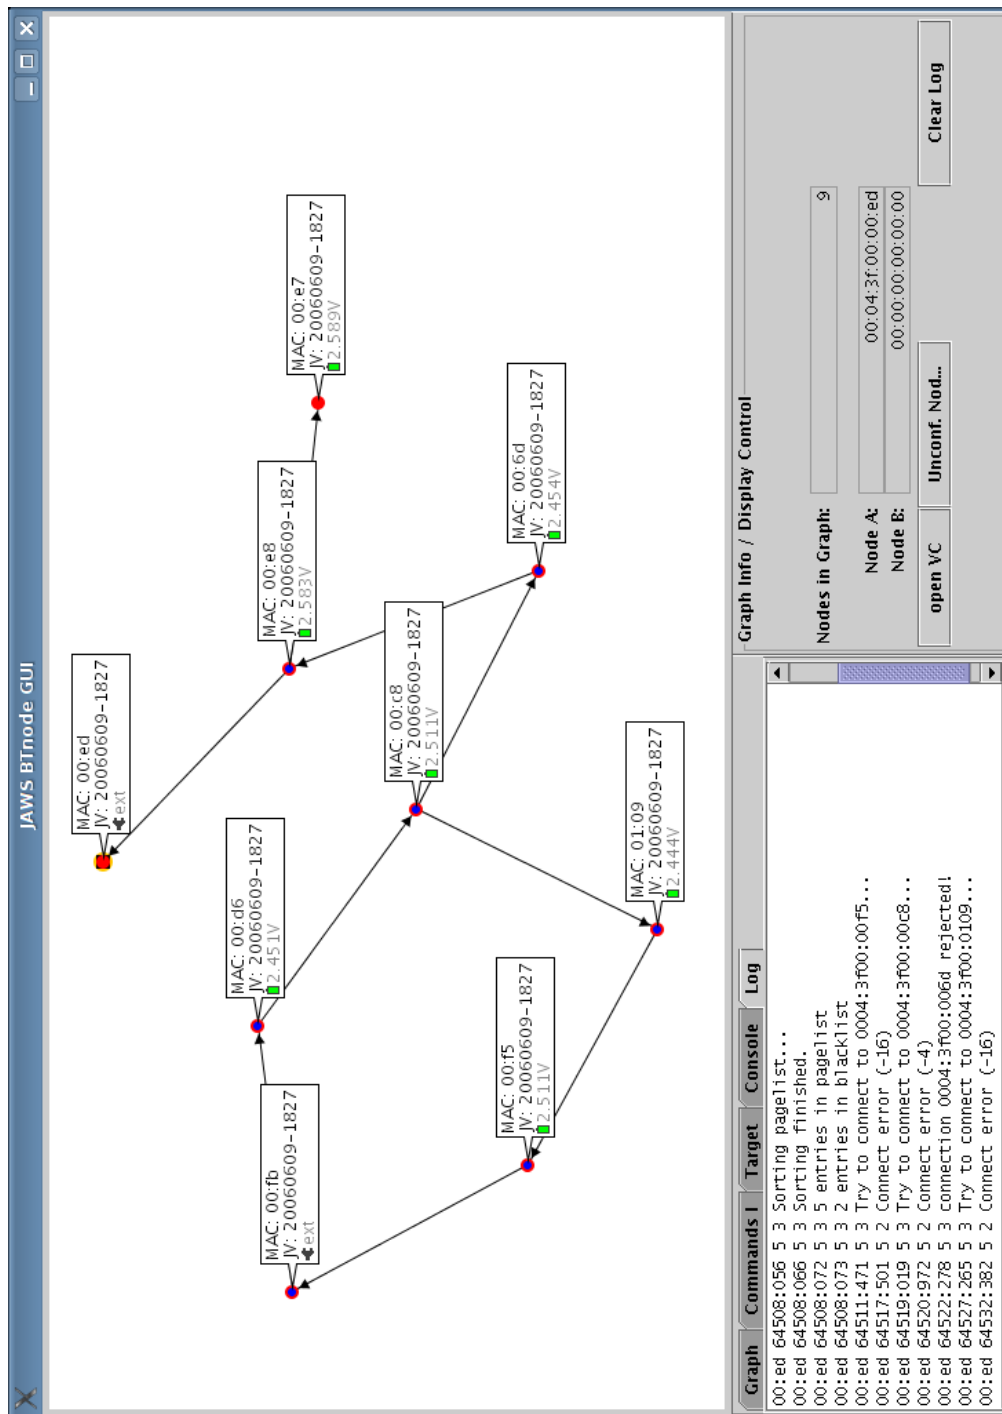 JAWS BTnode GUI
MAC: 00:ed
JV: 20060609-1827
ext
MAC: 00:fb
JV: 20060609-1827
ext
MAC: 00:d6
JV: 20060609-1827
2.451V
MAC: 00:e8
JV: 20060609-1827
2.583V
MAC: 00:e7
JV: 20060609-1827
2.589V
MAC: 00:c8
JV: 20060609-1827
2.511V
MAC: 00:f5
JV: 20060609-1827
2.511V
MAC: 00:6d
JV: 20060609-1827
2.454V
MAC: 01:09
JV: 20060609-1827
2.444V
Graph Commands I Target Console Log
00:ed 64508:056 5 3 Sorting pagelist...
00:ed 64508:066 5 3 Sorting finished.
00:ed 64508:072 5 3 5 entries in pagelist
00:ed 64508:073 5 3 2 entries in blacklist
00:ed 64511:471 5 3 Try to connect to 0004:3f00:00f5...
00:ed 64517:501 5 2 Connect error (-16)
00:ed 64519:019 5 3 Try to connect to 0004:3f00:00c8...
00:ed 64520:972 5 2 Connect error (-4)
00:ed 64522:278 5 3 connection 0004:3f00:006d rejected!
00:ed 64527:265 5 3 Try to connect to 0004:3f00:0109...
00:ed 64532:382 5 2 Connect error (-16)
Graph Info / Display Control
Nodes in Graph: 9
Node A: 00:04:3f:00:00:ed
Node B: 00:00:00:00:00:00
open VC Unconf. Nod... Clear Log